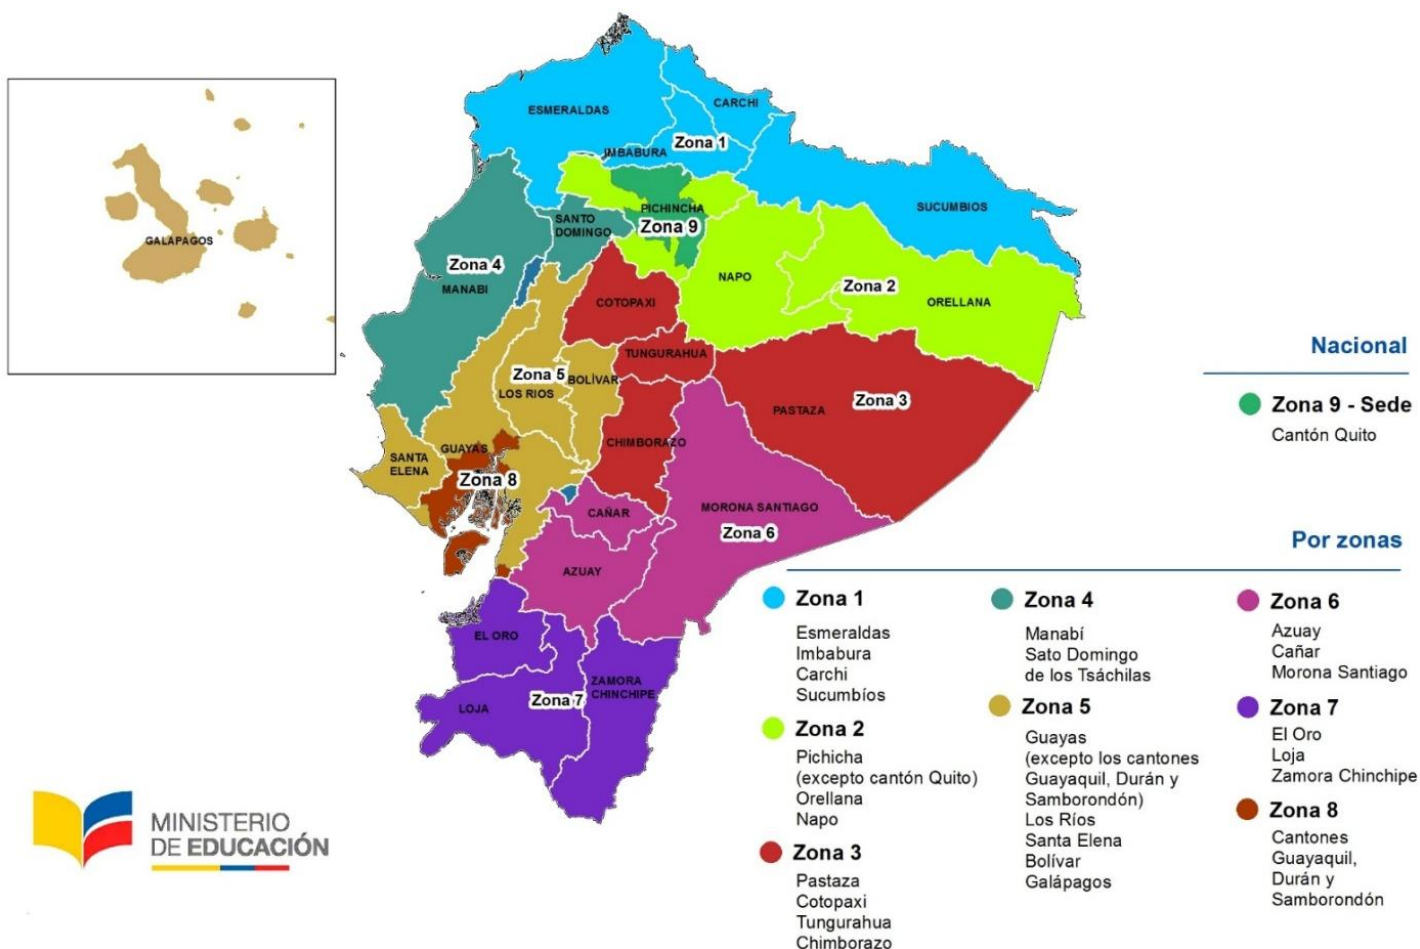 ESMERALDAS
CARCHI
IMBABURA
Zona 1
SUCUMBIOS
GALAPAGOS
PICHINCHA
Zona 9
SANTO
DOMINGO
Zona 4
MANABI
NAPO
Zona 2
ORELLANA
COTOPAXI
TUNGURAHUA
Zona 5
BOLÍVAR
LOS RIOS
PASTAZA
Zona 3
CHIMBORAZO
GUAYAS
SANTA
ELENA
Zona 8
CAÑAR
MORONA SANTIAGO
Zona 6
AZUAY
EL ORO
ZAMORA
CHINCHIPE
LOJA
Zona 7
Nacional
Zona 9 - Sede
Cantón Quito
Por zonas
Zona 1
Esmeraldas
Imbabura
Carchi
Sucumbíos
Zona 2
Pichicha
(excepto cantón Quito)
Orellana
Napo
Zona 3
Pastaza
Cotopaxi
Tungurahua
Chimborazo
Zona 4
Manabí
Sato Domingo
de los Tsáchilas
Zona 5
Guayas
(excepto los cantones
Guayaquil, Durán y
Samborondón)
Los Ríos
Santa Elena
Bolívar
Galápagos
Zona 6
Azuay
Cañar
Morona Santiago
Zona 7
El Oro
Loja
Zamora Chinchipe
Zona 8
Cantones
Guayaquil,
Durán y
Samborondón
MINISTERIO
DE EDUCACIÓN